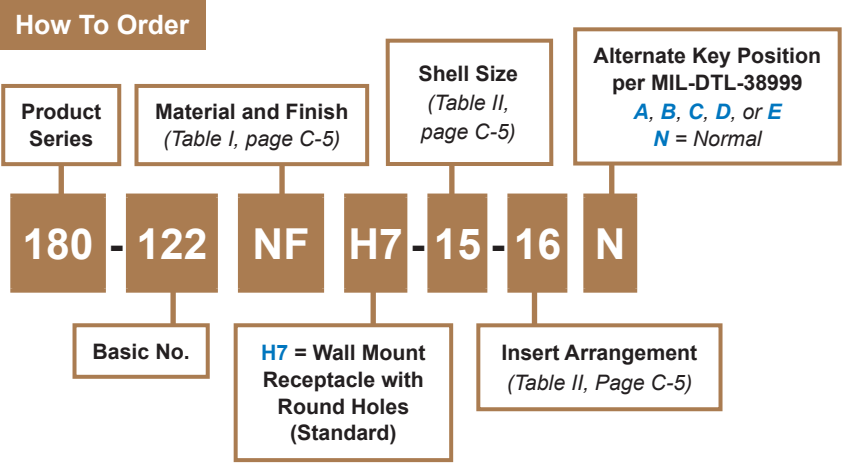 How To Order
Product
Series
Material and Finish
(Table I, page C-5)
Shell Size
(Table II,
page C-5)
Alternate Key Position
per MIL-DTL-38999
A, B, C, D, or E
N = Normal
180 - 122 NF H7 - 15 - 16 N
Basic No.
H7 = Wall Mount
Receptacle with
Round Holes
(Standard)
Insert Arrangement
(Table II, Page C-5)